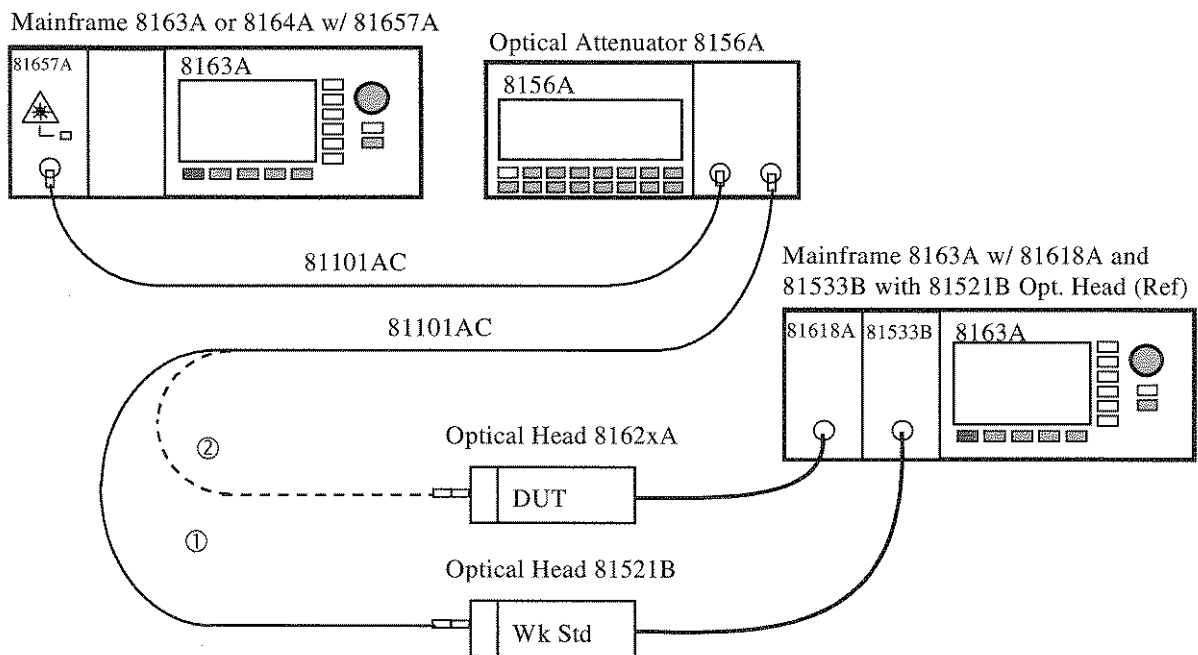 Mainframe 8163A or 8164A w/ 81657A
81657A
8163A
Optical Attenuator 8156A
8156A
81101AC
Mainframe 8163A w/ 81618A and
81533B with 81521B Opt. Head (Ref)
81101AC
81618A
81533B
8163A
②
Optical Head 8162xA
DUT
①
Optical Head 81521B
Wk Std